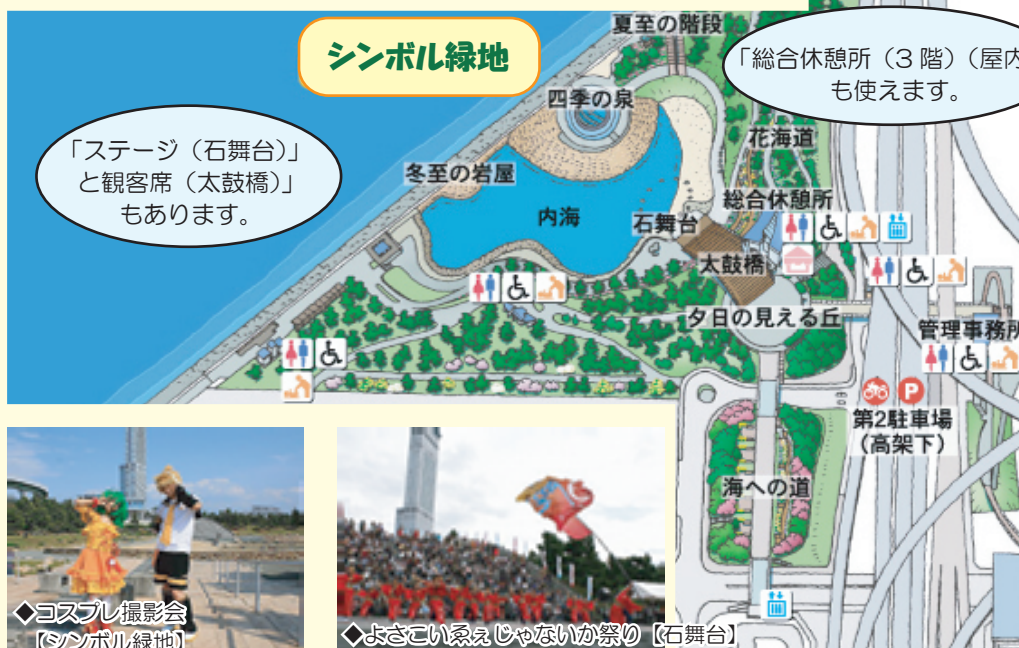 シンボル緑地
夏至の階段
「総合休憩所（3 階）（屋内
も使えます。
四季の泉
「ステージ（石舞台）」
と観客席（太鼓橋）」
もあります。
花海道
冬至の岩屋
総合休憩所
内海
石舞台
太鼓橋
夕日の見える丘
管理事務所
P
第2駐車場
（高架下）
海への道
◆コスプレ撮影会
【シンボル緑地】
◆よさこいゑぇじゃないか祭り【石舞台】